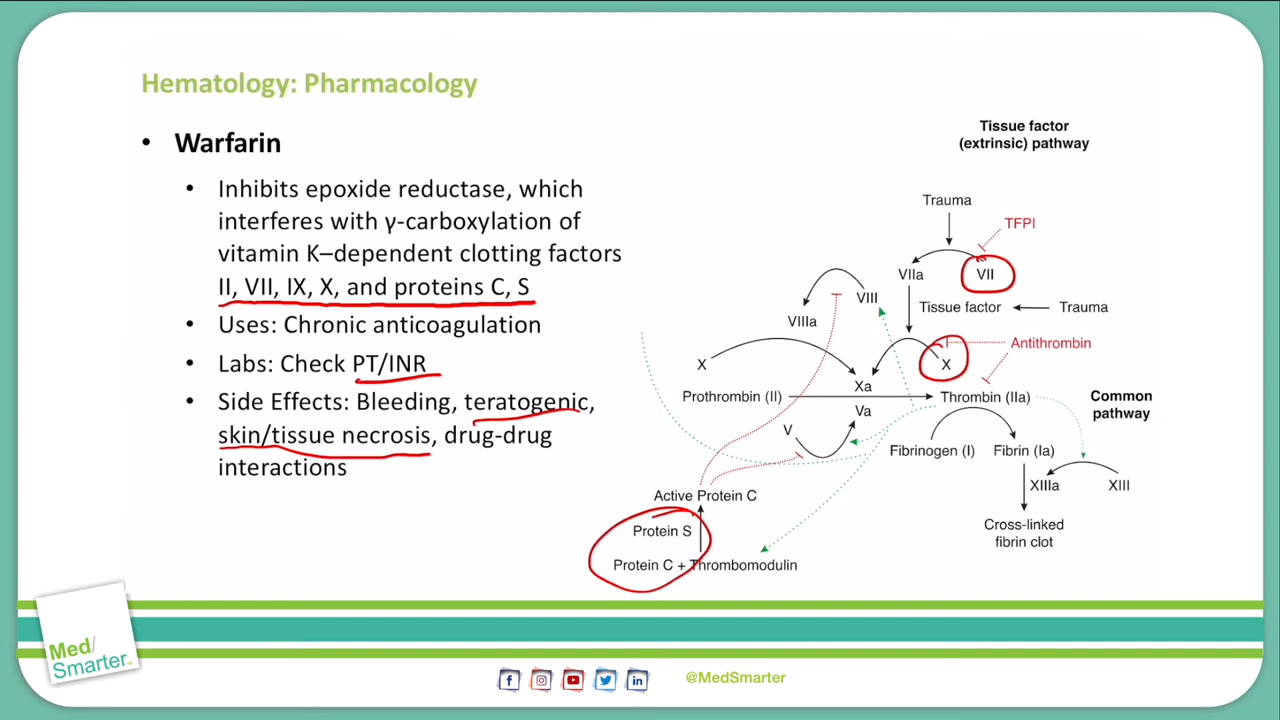 Hematology: Pharmacology
• Warfarin
• Inhibits epoxide reductase, which
interferes with γ-carboxylation of
vitamin K–dependent clotting factors
II, VII, IX, X, and proteins C, S
• Uses: Chronic anticoagulation
• Labs: Check PT/INR
• Side Effects: Bleeding, teratogenic,
skin/tissue necrosis, drug-drug
interactions
Tissue factor
(extrinsic) pathway
Trauma
TFPI
VIIa
VII
VIII
VIIIa
Tissue factor
Trauma
Antithrombin
X
X
Xa
Prothrombin (II)
Thrombin (IIa)
Common
pathway
Va
V
Fibrinogen (I)
Fibrin (Ia)
XIIIa
XIII
Active Protein C
Cross-linked
fibrin clot
Protein S
Protein C + Thrombomodulin
Med/
Smarter™
@MedSmarter